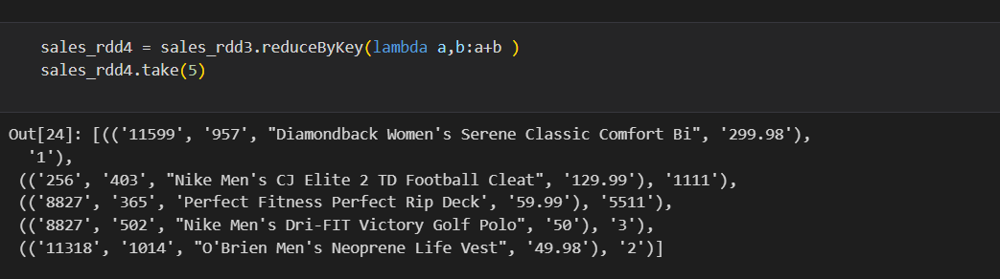 sales_rdd4 = sales_rdd3.reduceByKey(lambda a,b:a+b )
sales_rdd4.take(5)
Out[24]: [(('11599', '957', "Diamondback Women's Serene Classic Comfort Bi", '299.98'),
'1'),
(('256', '403', "Nike Men's CJ Elite 2 TD Football Cleat", '129.99'), '1111'),
(('8827', '365', 'Perfect Fitness Perfect Rip Deck', '59.99'), '5511'),
(('8827', '502', "Nike Men's Dri-FIT Victory Golf Polo", '50'), '3'),
(('11318', '1014', "O'Brien Men's Neoprene Life Vest", '49.98'), '2')]